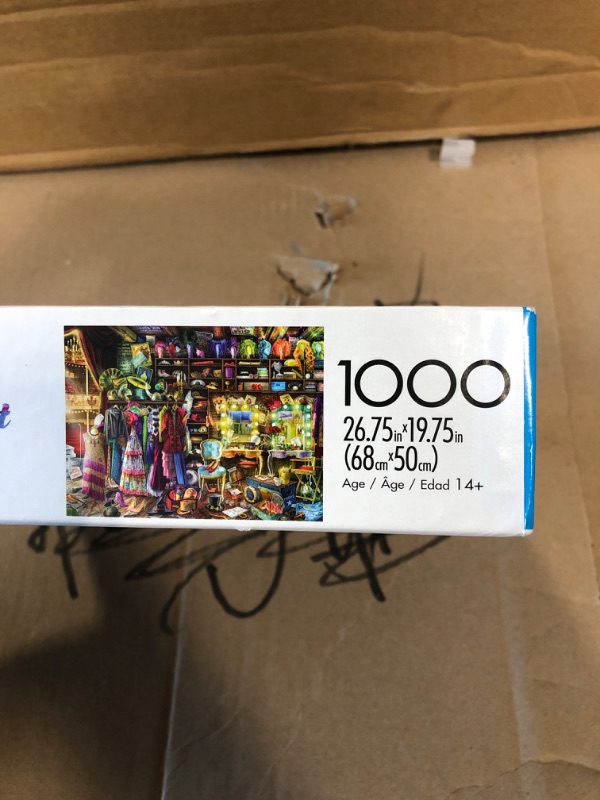 1000
26.75in x 19.75in
(68cm x 50cm)
Age / Âge / Edad 14+